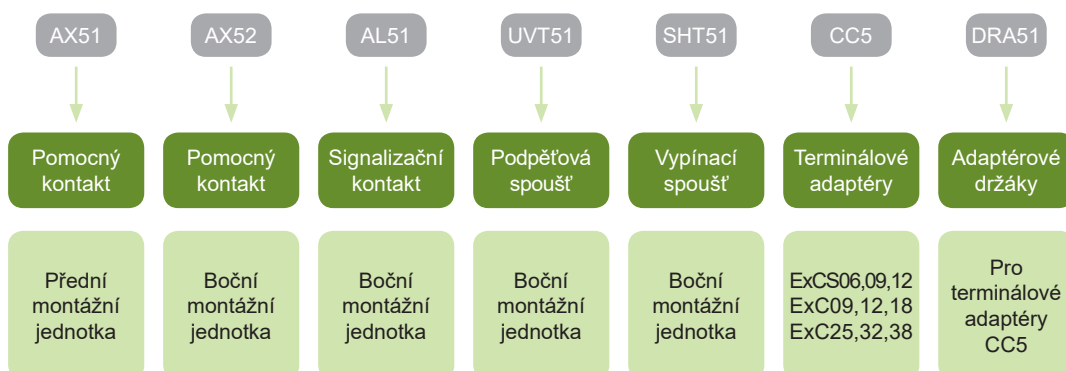 AX51
AX52
AL51
UVT51
SHT51
CC5
DRA51
Pomocný
kontakt
Pomocný
kontakt
Signalizační
kontakt
Podpěťová
spoušť
Vypínací
spoušť
Terminálové
adaptéry
Adaptérové
držáky
Přední
montážní
jednotka
Boční
montážní
jednotka
Boční
montážní
jednotka
Boční
montážní
jednotka
Boční
montážní
jednotka
ExCS06,09,12
ExC09,12,18
ExC25,32,38
Pro
terminálové
adaptéry
CC5